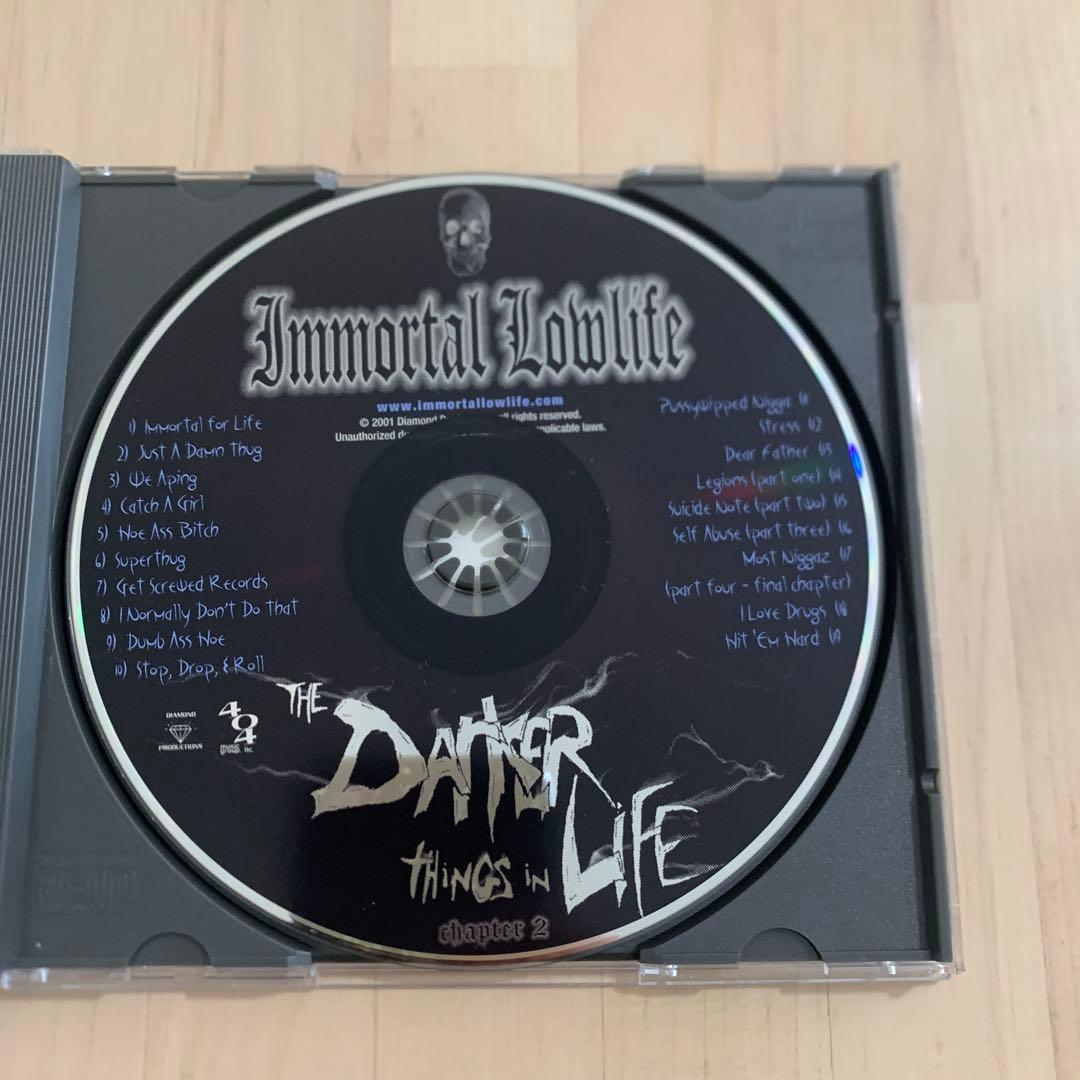 Immortal Lowlife
www.immortallowlife.com
© 2001 Diamond rights reserved.
Unauthorized applicable laws.
1) Immortal for Life
2) Just A Damn Thug
3) We Aping
4) Catch A Girl
5) Hoe Ass Bitch
6) Superthug
7) Get Screwed Records
8) I Normally Don't Do That
9) Dumb Ass Hoe
10) Stop, Drop, & Roll
Pussywipped Nigga (11
Stress (12
Dear Father (13
Legions (part one) (14
Suicide Note (part two) (15
Self Abuse (part three) (16
Most Niggaz (17
(part four - final chapter)
I Love Drugs (18
Hit 'Em Hard (19
DIAMOND
PRODUCTIONS
404
music
group, llc.
THE
DARKER
THINGS IN
LIFE
chapter 2